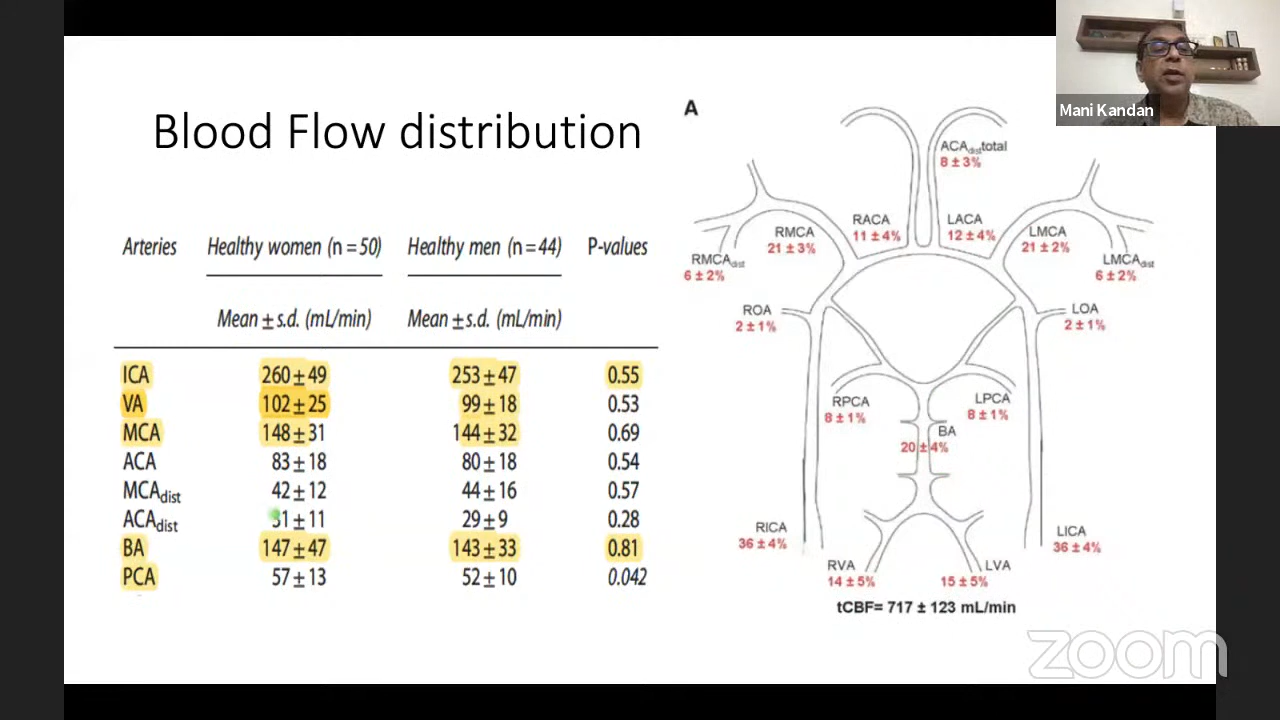 Mani Kandan
Blood Flow distribution
Arteries Healthy women (n=50) Healthy men (n=44) P-values
Mean ± s.d. (mL/min) Mean ± s.d. (mL/min)
ICA 260±49 253±47 0.55
VA 102±25 99±18 0.53
MCA 148±31 144±32 0.69
ACA 83±18 80±18 0.54
MCAdist 42±12 44±16 0.57
ACAdist 31±11 29±9 0.28
BA 147±47 143±33 0.81
PCA 57±13 52±10 0.042
A
ACAdisttotal
8±3%
RACA
11±4%
LACA
12±4%
RMCA
21±3%
LMCA
21±2%
RMCAdist
6±2%
LMCAdist
6±2%
ROA
2±1%
LOA
2±1%
RPCA
8±1%
LPCA
8±1%
BA
20±4%
RICA
36±4%
LICA
36±4%
RVA
14±5%
LVA
15±5%
tCBF= 717 ± 123 mL/min
zoom